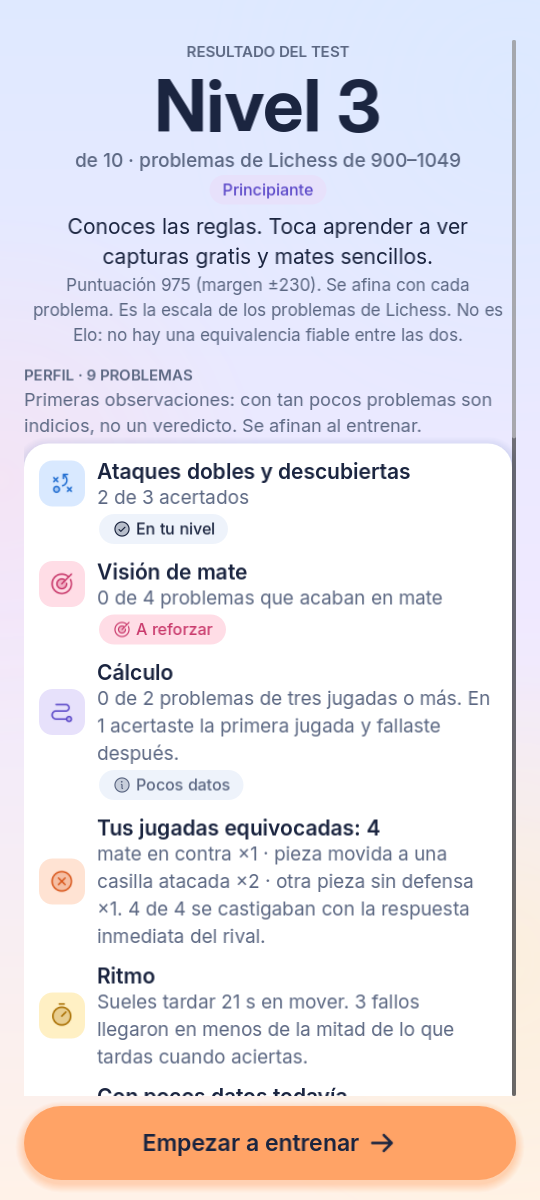 RESULTADO DEL TEST
Nivel 3
de 10 · problemas de Lichess de 900–1049
Principiante
Conoces las reglas. Toca aprender a ver
capturas gratis y mates sencillos.
Puntuación 975 (margen ±230). Se afina con cada
problema. Es la escala de los problemas de Lichess. No es
Elo: no hay una equivalencia fiable entre las dos.
PERFIL · 9 PROBLEMAS
Primeras observaciones: con tan pocos problemas son
indicios, no un veredicto. Se afinan al entrenar.
Ataques dobles y descubiertas
2 de 3 acertados
En tu nivel
Visión de mate
0 de 4 problemas que acaban en mate
A reforzar
Cálculo
0 de 2 problemas de tres jugadas o más. En
1 acertaste la primera jugada y fallaste
después.
Pocos datos
Tus jugadas equivocadas: 4
mate en contra ×1 · pieza movida a una
casilla atacada ×2 · otra pieza sin defensa
×1. 4 de 4 se castigaban con la respuesta
inmediata del rival.
Ritmo
Sueles tardar 21 s en mover. 3 fallos
llegaron en menos de la mitad de lo que
tardas cuando aciertas.
Con pocos datos todavía
Empezar a entrenar →